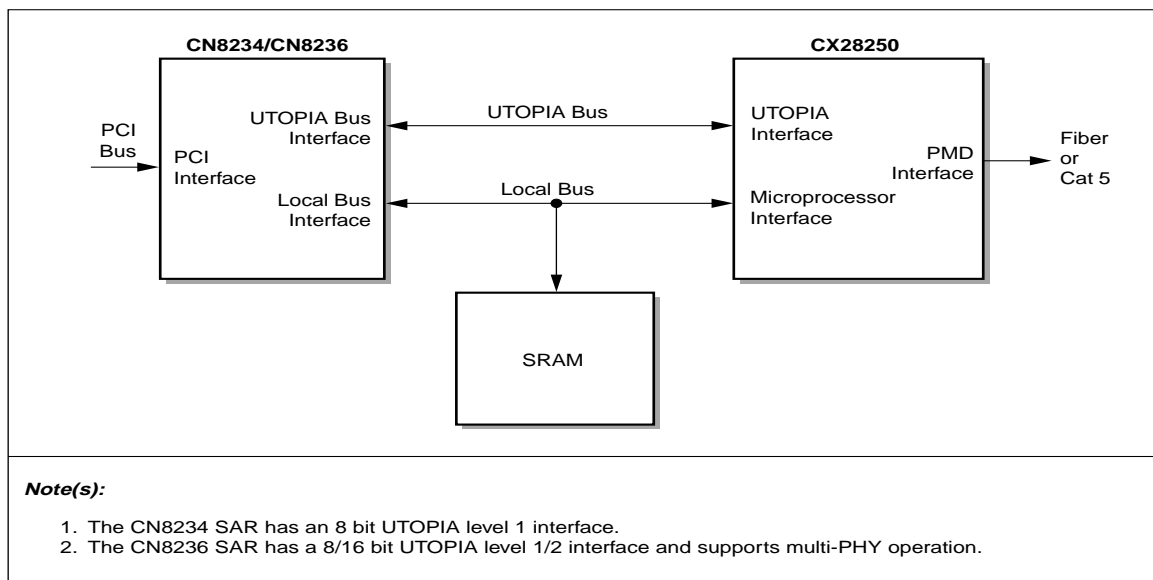 CN8234/CN8236
CX28250
PCI
Bus
PCI
Interface
UTOPIA Bus
Interface
Local Bus
Interface
UTOPIA Bus
Local Bus
UTOPIA
Interface
Microprocessor
Interface
PMD
Interface
Fiber
or
Cat 5
SRAM
Note(s):
1. The CN8234 SAR has an 8 bit UTOPIA level 1 interface.
2. The CN8236 SAR has a 8/16 bit UTOPIA level 1/2 interface and supports multi-PHY operation.